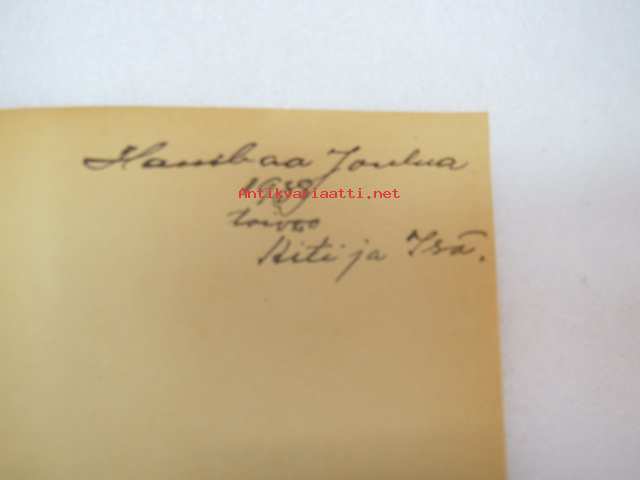 Hauskaa Joulua
Antikvariaatti.net
toivoo
Äiti ja Isä.